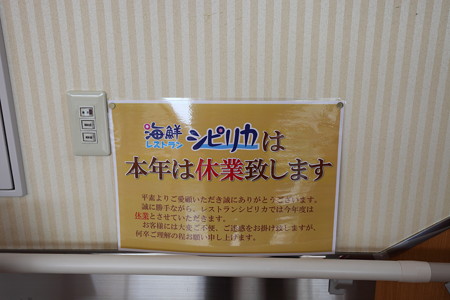 海鮮
レストラン
シピリカは
本年は休業致します
平素よりご愛顧いただき誠にありがとうございます。
誠に勝手ながら、レストランシピリカでは今年度は
休業とさせていただきます。
お客様には大変ご不便、ご迷惑をお掛け致しますが、
何卒ご理解の程お願い申し上げます。